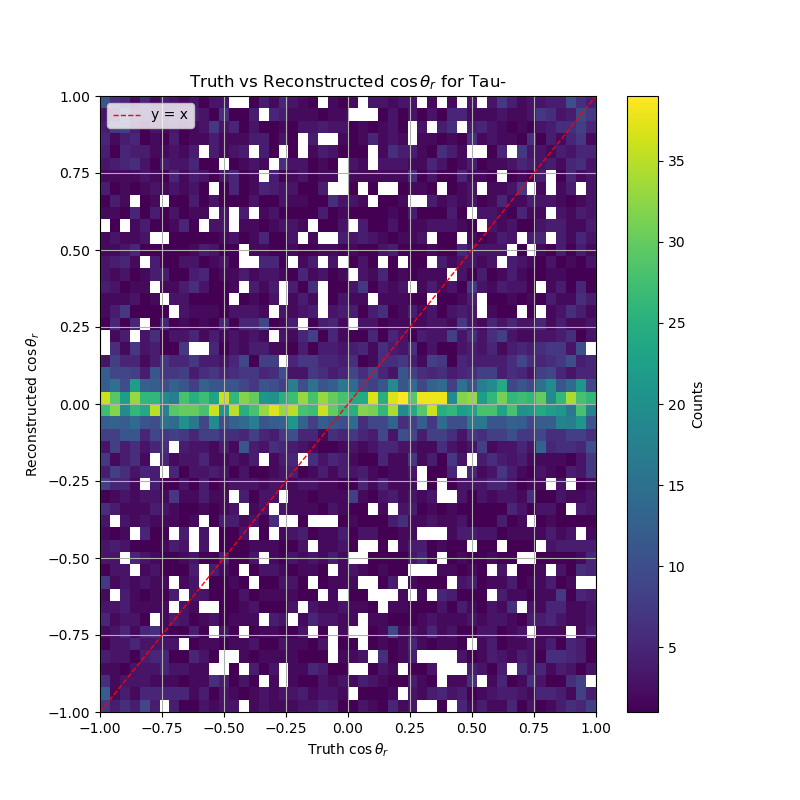 Truth vs Reconstructed cos θr for Tau-
y = x
1.00
0.75
0.50
0.25
0.00
−0.25
−0.50
−0.75
−1.00
Reconstructed cos θr
−1.00 −0.75 −0.50 −0.25 0.00 0.25 0.50 0.75 1.00
Truth cos θr
35
30
25
20
15
10
5
Counts